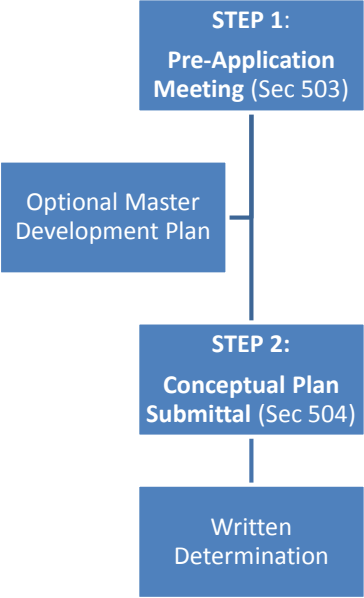 STEP 1:
Pre-Application
Meeting (Sec 503)
Optional Master
Development Plan
STEP 2:
Conceptual Plan
Submittal (Sec 504)
Written
Determination